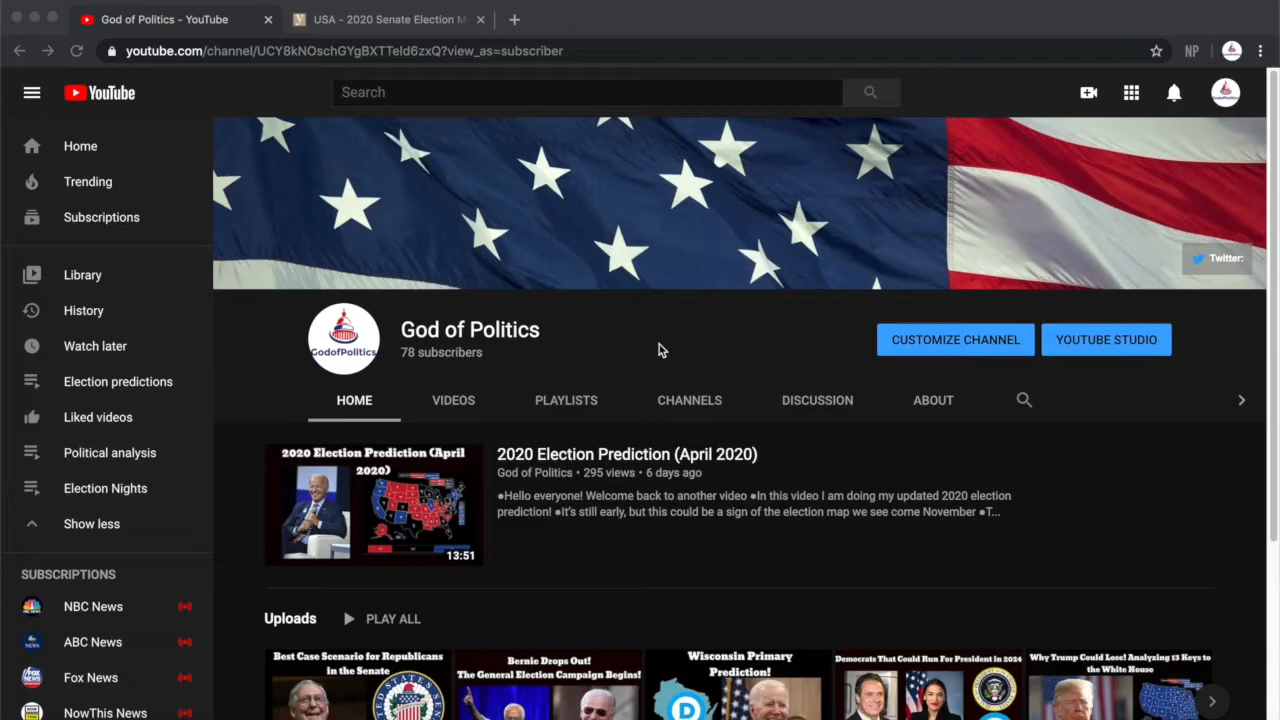 God of Politics - YouTube
USA - 2020 Senate Election M
youtube.com/channel/UCY8kNOschGYgBXTTeld6zxQ?view_as=subscriber
NP
YouTube
Search
Home
Trending
Subscriptions
Library
History
Watch later
Election predictions
Liked videos
Political analysis
Election Nights
Show less
SUBSCRIPTIONS
NBC News
ABC News
Fox News
NowThis News
Twitter:
GodofPolitics
God of Politics
78 subscribers
CUSTOMIZE CHANNEL
YOUTUBE STUDIO
HOME
VIDEOS
PLAYLISTS
CHANNELS
DISCUSSION
ABOUT
2020 Election Prediction (April
2020)
13:51
2020 Election Prediction (April 2020)
God of Politics • 295 views • 6 days ago
●Hello everyone! Welcome back to another video ●In this video I am doing my updated 2020 election
prediction! ●It's still early, but this could be a sign of the election map we see come November ●T...
Uploads
PLAY ALL
Best Case Scenario for Republicans
in the Senate
Bernie Drops Out!
The General Election Campaign Begins!
Wisconsin Primary
Prediction!
Democrats That Could Run For President in 2024
Why Trump Could Lose! Analyzing 13 Keys to
the White House